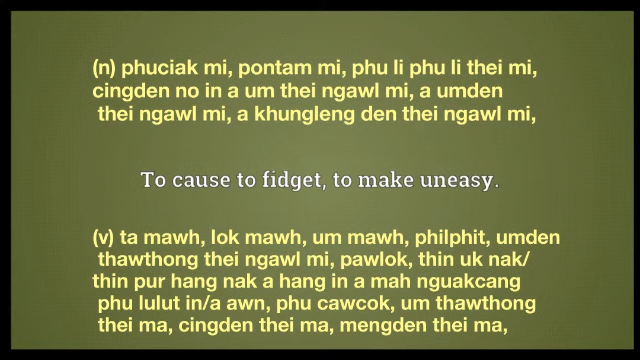 (n) phuciak mi, pontam mi, phu li phu li thei mi,
cingden no in a um thei ngawl mi, a umden
thei ngawl mi, a khungleng den thei ngawl mi,
To cause to fidget, to make uneasy.
(v) ta mawh, lok mawh, um mawh, philphit, umden
thawthong thei ngawl mi, pawlok, thin uk nak/
thin pur hang nak a hang in a mah nguakcang
phu lulut in/a awn, phu cawcok, um thawthong
thei ma, cingden thei ma, mengden thei ma,